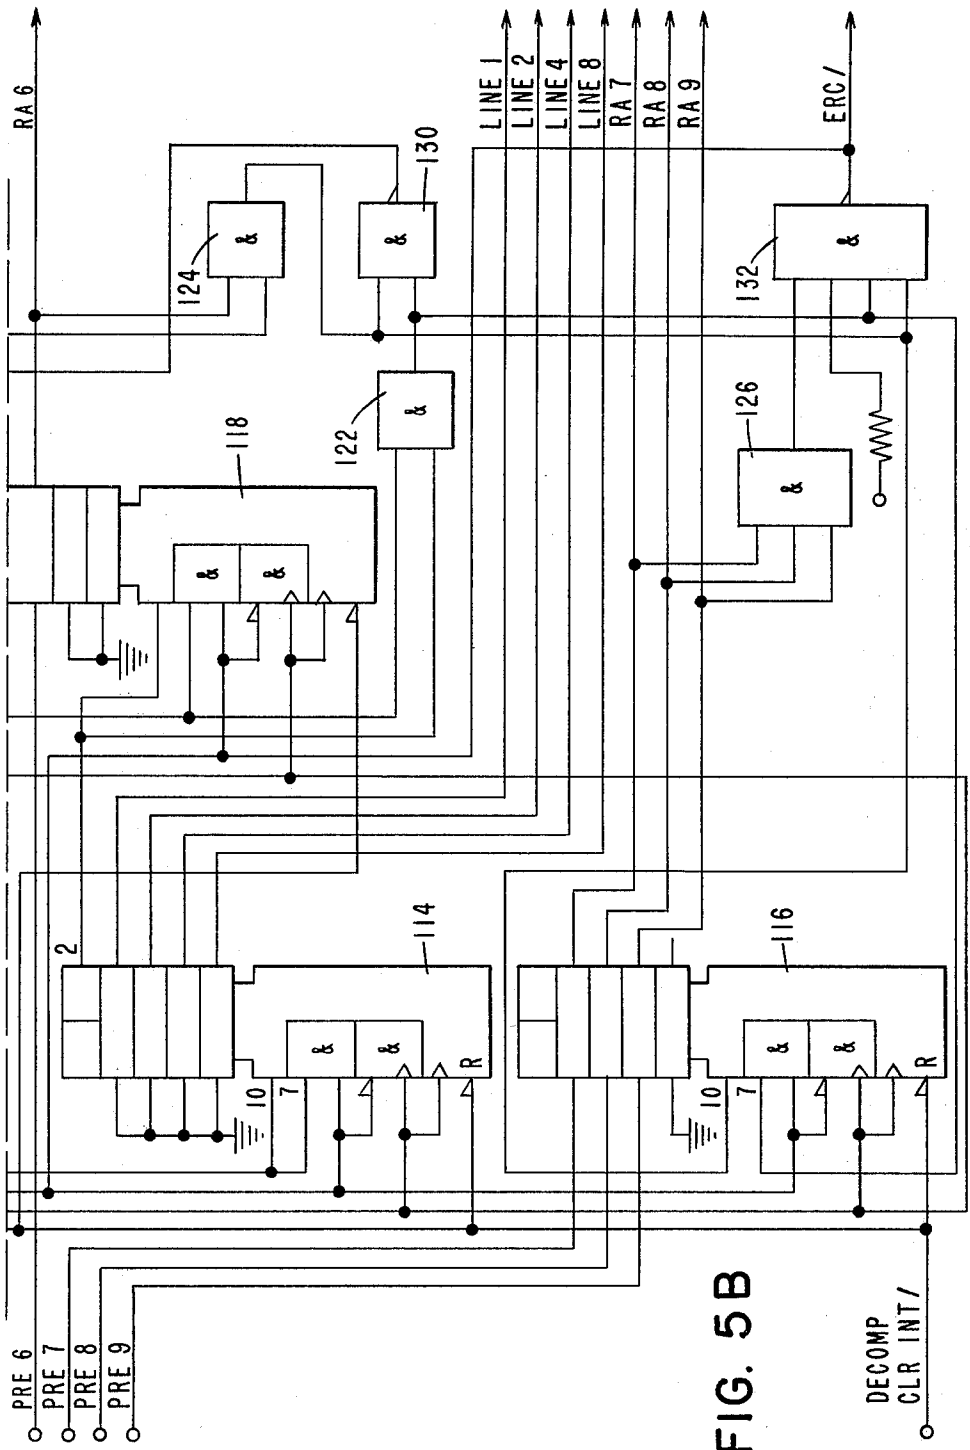 RA6
LINE 1
LINE 2
LINE 4
LINE 8
RA 7
RA 8
RA 9
ERC/
124
&
130
&
132
&
118
&
&
122
&
126
&
2
114
10
7
&
&
R
116
10
7
&
&
R
PRE 6
PRE 7
PRE 8
PRE 9
DECOMP
CLR INT/
FIG. 5B